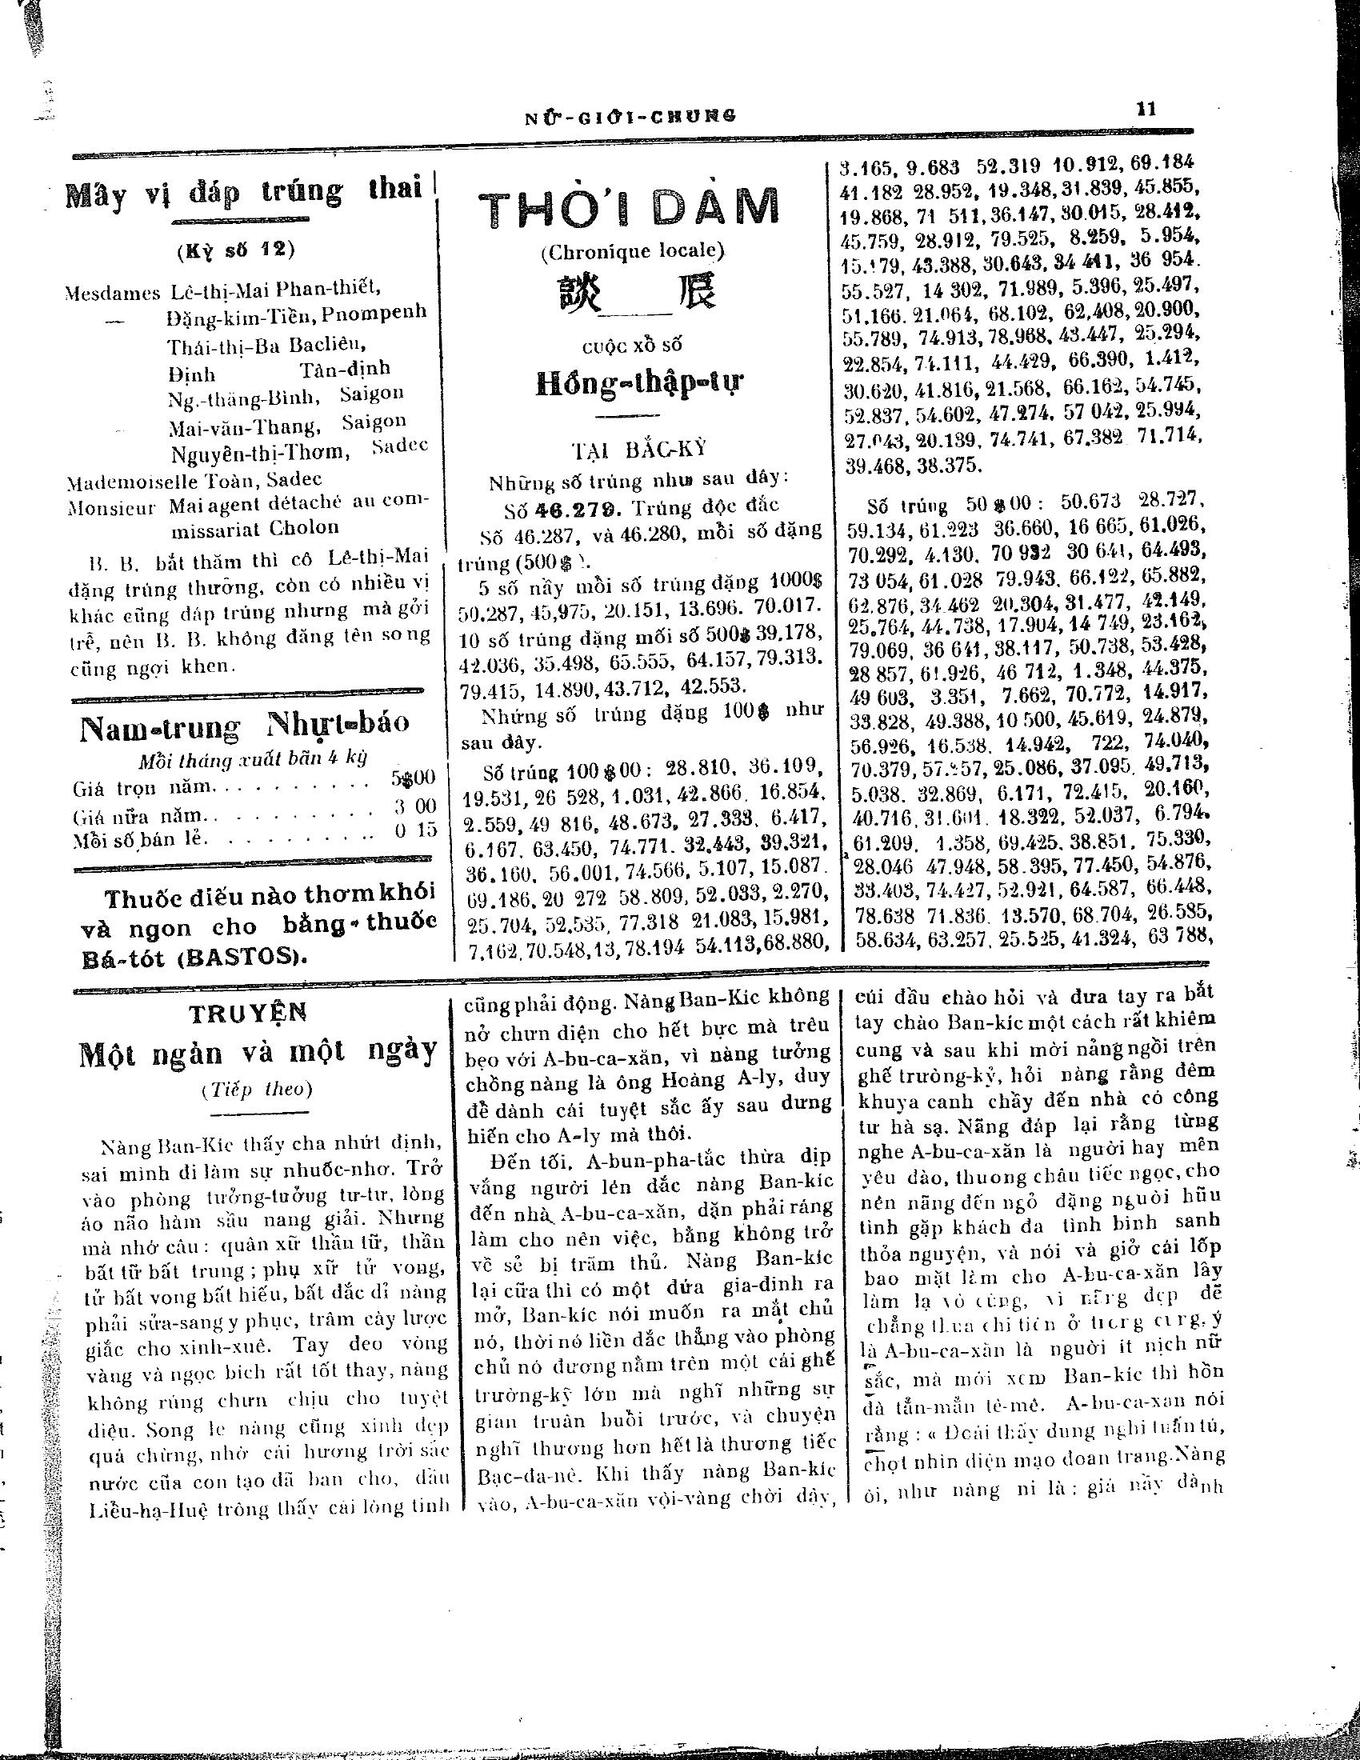 NỮ-GIỚI-CHUNG
11
Mấy vị đáp trúng thai
(Kỳ số 12)
Mesdames Lê-thị-Mai Phan-thiết,
— Đặng-kim-Tiền, Pnompenh
Thái-thị-Ba Bacliêu,
Định Tân-định
Ng.-thăng-Bình, Saigon
Mai-văn-Thang, Saigon
Nguyễn-thị-Thơm, Sadec
Mademoiselle Toàn, Sadec
Monsieur Mai agent détaché au com-
missariat Cholon
B. B. bắt thăm thì cô Lê-thị-Mai
đặng trúng thưởng, còn có nhiều vị
khác cũng đáp trúng nhưng mà gởi
trễ, nên B. B. không đăng tên song
cũng ngợi khen.
Nam-trung Nhựt-báo
Mỗi tháng xuất bãn 4 kỳ
Giá trọn năm. . . . . . . . . . 5$00
Giá nữa năm. . . . . . . . . . 3 00
Mỗi số bán lẻ. . . . . . . . . . 0 15
Thuốc điếu nào thơm khói
và ngon cho bằng thuốc
Bá-tót (BASTOS).
THỜI ĐÀM
(Chronique locale)
談 辰
CUỘC XỔ SỐ
Hồng-thập-tự
TẠI BẮC-KỲ
Những số trúng như sau đây:
Số 46.279. Trúng độc đắc
Số 46.287, và 46.280, mỗi số đặng
trúng (500$).
5 số nầy mỗi số trúng đặng 1000$
50.287, 45,975, 20.151, 13.696. 70.017.
10 số trúng đặng mỗi số 500$ 39.178,
42.036, 35.498, 65.555, 64.157, 79.313.
79.415, 14.890, 43.712, 42.553.
Những số trúng đặng 100$ như
sau đây.
Số trúng 100$00: 28.810, 36.109,
19.531, 26 528, 1.031, 42.866. 16.854,
2.559, 49 816, 48.673, 27.333. 6.417,
6.167. 63.450, 74.771. 32.443, 39.321,
36.160, 56.001, 74.566, 5.107, 15.087.
69.186, 20 272 58.809, 52.033, 2.270,
25.704, 52.535, 77.318 21.083, 15.981,
7.162, 70.548, 13, 78.194 54.113, 68.880,
3.165, 9.683 52.319 10.912, 69.184
41.182 28.952, 19.348, 31.839, 45.855,
19.868, 71 511, 36.147, 30.015, 28.412,
45.759, 28.912, 79.525, 8.259, 5.954,
43.388, 30.643, 34 441, 36 954.
55.527, 14 302, 71.989, 5.396, 25.497,
51.166. 21.064, 68.102, 62,408, 20.900,
55.789, 74.913, 78.968, 43.447, 25.294,
22.854, 74.111, 44.429, 66.390, 1.412,
30.620, 41.816, 21.568, 66.162, 54.745,
52.837, 54.602, 47.274, 57 042, 25.994,
27.043, 20.139, 74.741, 67.382 71.714,
39.468, 38.375.
Số trúng 50$00: 50.673 28.727,
59.134, 61.223 36.660, 16 665, 61.026,
70.292, 4.130, 70 932 30 641, 64.493,
73 054, 61.028 79.943, 66.122, 65.882,
62.876, 34.462 20.304, 31.477, 42.149,
25.764, 44.738, 17.904, 14 749, 23.162,
79.069, 36 641, 38.117, 50.738, 53.428,
28 857, 61.926, 46 712, 1.348, 44.375,
49 603, 3.351, 7.662, 70.772, 14.917,
33.828, 49.388, 10 500, 45.619, 24.879,
56.926, 16.538, 14.942, 722, 74.040,
70.379, 25.086, 37.095, 49.713,
5.038. 32.869, 6.171, 72.415, 20.160,
40.716, 31.601. 18.322, 52.037, 6.794.
61.209, 1.358, 69.425, 38.851, 75.330,
28.046 47.948, 58.395, 77.450, 54.876,
33.403, 74.427, 52.921, 64.587, 66.448,
78.638 71.836. 13.570, 68.704, 26.585,
58.634, 63.257, 25.525, 41.324, 63 788,
TRUYỆN
Một ngàn và một ngày
(Tiếp theo)
Nàng Ban-Kíc thấy cha nhứt định,
sai mình đi làm sự nhuốc-nhơ. Trở
vào phòng tưởng-tưởng tư-tư, lòng
áo não hàm sầu nang giải. Nhưng
mà nhớ câu: quân xữ thần tữ, thần
bất tữ bất trung; phụ xữ tử vong,
tử bất vong bất hiếu, bất đắc dỉ nàng
phải sửa-sang y phục, trâm cày lược
giắc cho xinh-xuê. Tay đeo vòng
vàng và ngọc bích rất tốt thay, nàng
không rúng chưn chịu cho tuyệt
diệu. Song le nàng cũng xinh đẹp
quá chừng, nhờ cái hương trời sắc
nước của con tạo đã ban cho, dầu
Liễu-hạ-Huệ trông thấy cái lòng tình
cũng phải động. Nàng Ban-Kíc không
nở chưn diện cho hết bực mà trêu
bẹo với A-bu-ca-xăn, vì nàng tưởng
chồng nàng là ông Hoàng A-ly, duy
để dành cái tuyệt sắc ấy sau dưng
hiến cho A-ly mà thôi.
Đến tối, A-bun-pha-tắc thừa dịp
vắng người lén dắc nàng Ban-kíc
đến nhà A-bu-ca-xăn, dặn phải ráng
làm cho nên việc, bằng không trở
về sẻ bị trãm thủ. Nàng Ban-kíc
lại cữa thì có một đứa gia-đinh ra
mở, Ban-kíc nói muốn ra mắt chủ
nó, thời nó liền dắc thẳng vào phòng
chủ nó đương nằm trên một cái ghế
trường-kỹ lớn mà nghĩ những sự
gian truân buổi trước, và chuyện
nghĩ thương hơn hết là thương tiếc
Bạc-đa-nê. Khi thấy nàng Ban-kíc
vào, A-bu-ca-xăn vội-vàng chời dậy,
cúi đầu chào hỏi và đưa tay ra bắt
tay chào Ban-kíc một cách rất khiêm
cung và sau khi mời nàng ngồi trên
ghế trường-kỷ, hỏi nàng rằng đêm
khuya canh chầy đến nhà có công
tư hà sạ. Nãng đáp lại rằng từng
nghe A-bu-ca-xăn là người hay mến
yêu đào, thuong châu tiếc ngọc, cho
nên nãng đến ngỏ đặng nguòi hữu
tình gặp khách đa tình bình sanh
thỏa nguyện, và nói và giở cái lốp
bao mặt làm cho A-bu-ca-xăn lấy
làm lạ vô cùng, vì nãng đẹp đẽ
chẳng thua chi tiên ở trong cung, ý
là A-bu-ca-xăn là nguời ít nịch nữ
sắc, mà mới xem Ban-kíc thì hồn
đà tẩn-mẩn tê-mê. A-bu-ca-xan nói
rằng: « Đoái thấy dung nghi tuấn tú,
chợt nhìn diện mạo đoan trang. Nàng
ôi, như nàng ni là: giá nầy dành